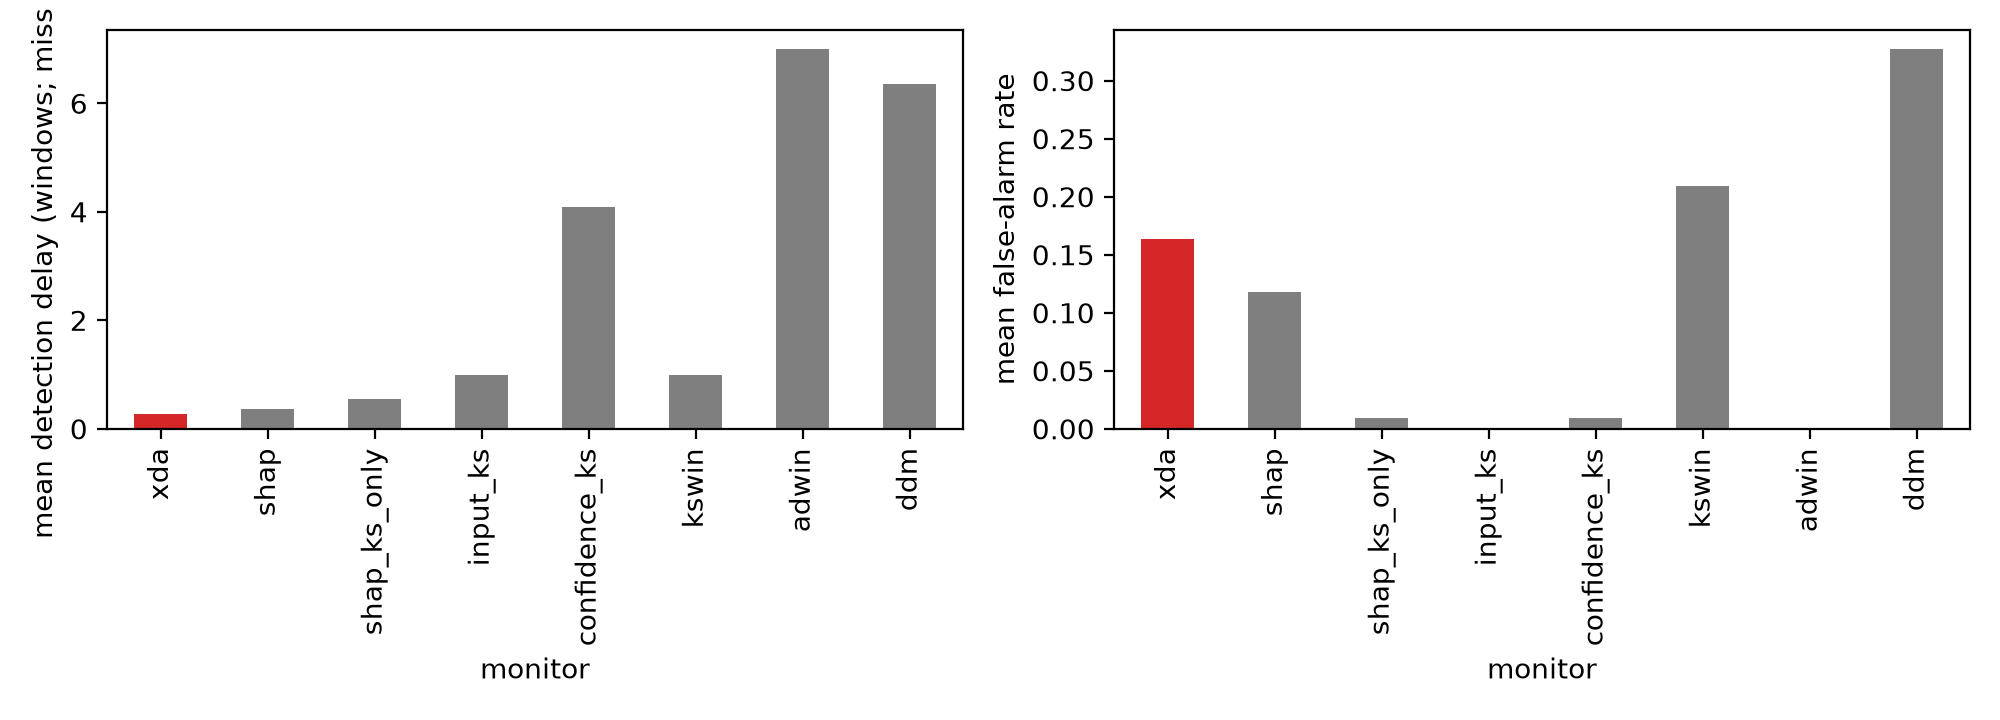 mean detection delay (windows; miss
6
4
2
0
xda
shap
shap_ks_only
input_ks
confidence_ks
kswin
adwin
ddm
monitor
mean false-alarm rate
0.30
0.25
0.20
0.15
0.10
0.05
0.00
xda
shap
shap_ks_only
input_ks
confidence_ks
kswin
adwin
ddm
monitor